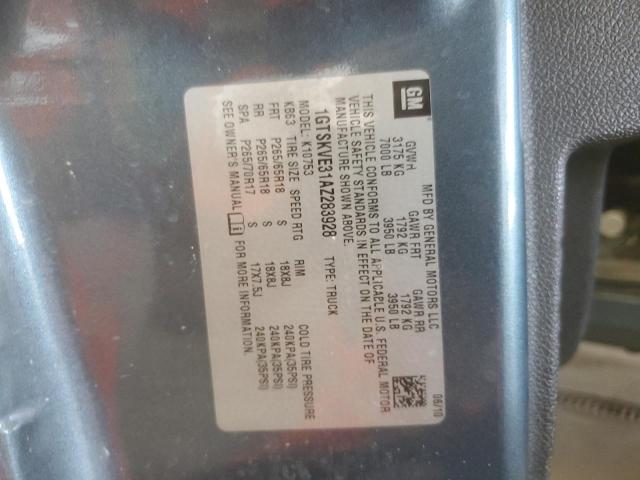 GM
MFD BY GENERAL MOTORS LLC 06/10
GVWR GAWR FRT GAWR RR
3175 KG 1792 KG 1792 KG
7000 LB 3950 LB 3950 LB
THIS VEHICLE CONFORMS TO ALL APPLICABLE U.S. FEDERAL MOTOR
VEHICLE SAFETY STANDARDS IN EFFECT ON THE DATE OF
MANUFACTURE SHOWN ABOVE.
1GTSKVE31AZ283928 TYPE: TRUCK
MODEL: K10753
KB63 TIRE SIZE SPEED RTG RIM COLD TIRE PRESSURE
FRT P265/65R18 S 18X8J 240KPA(35PSI)
RR P265/65R18 S 18X8J 240KPA(35PSI)
SPA P265/70R17 S 17X7.5J 240KPA(35PSI)
SEE OWNER'S MANUAL i FOR MORE INFORMATION.